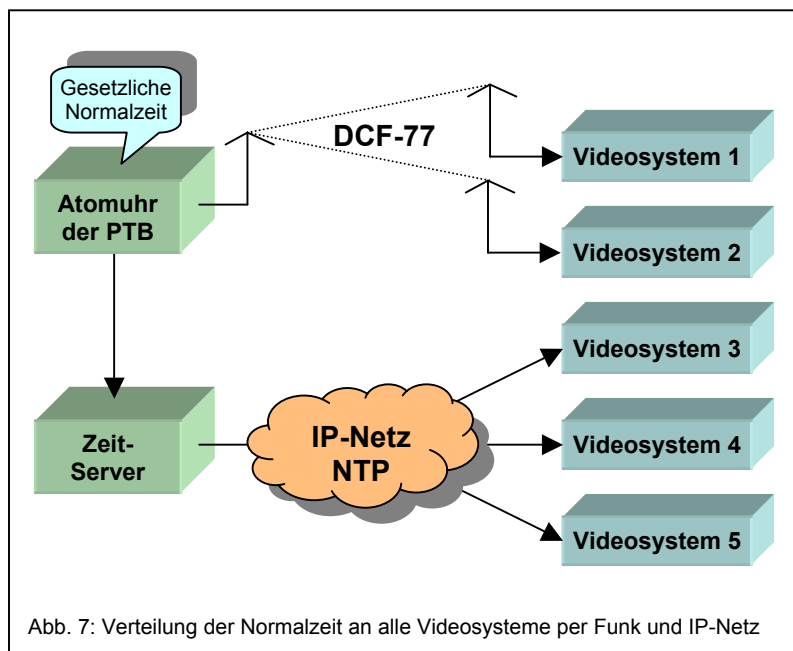 Gesetzliche
Normalzeit
Atomuhr
der PTB
DCF-77
Videosystem 1
Videosystem 2
Videosystem 3
Zeit-
Server
IP-Netz
NTP
Videosystem 4
Videosystem 5
Abb. 7: Verteilung der Normalzeit an alle Videosysteme per Funk und IP-Netz